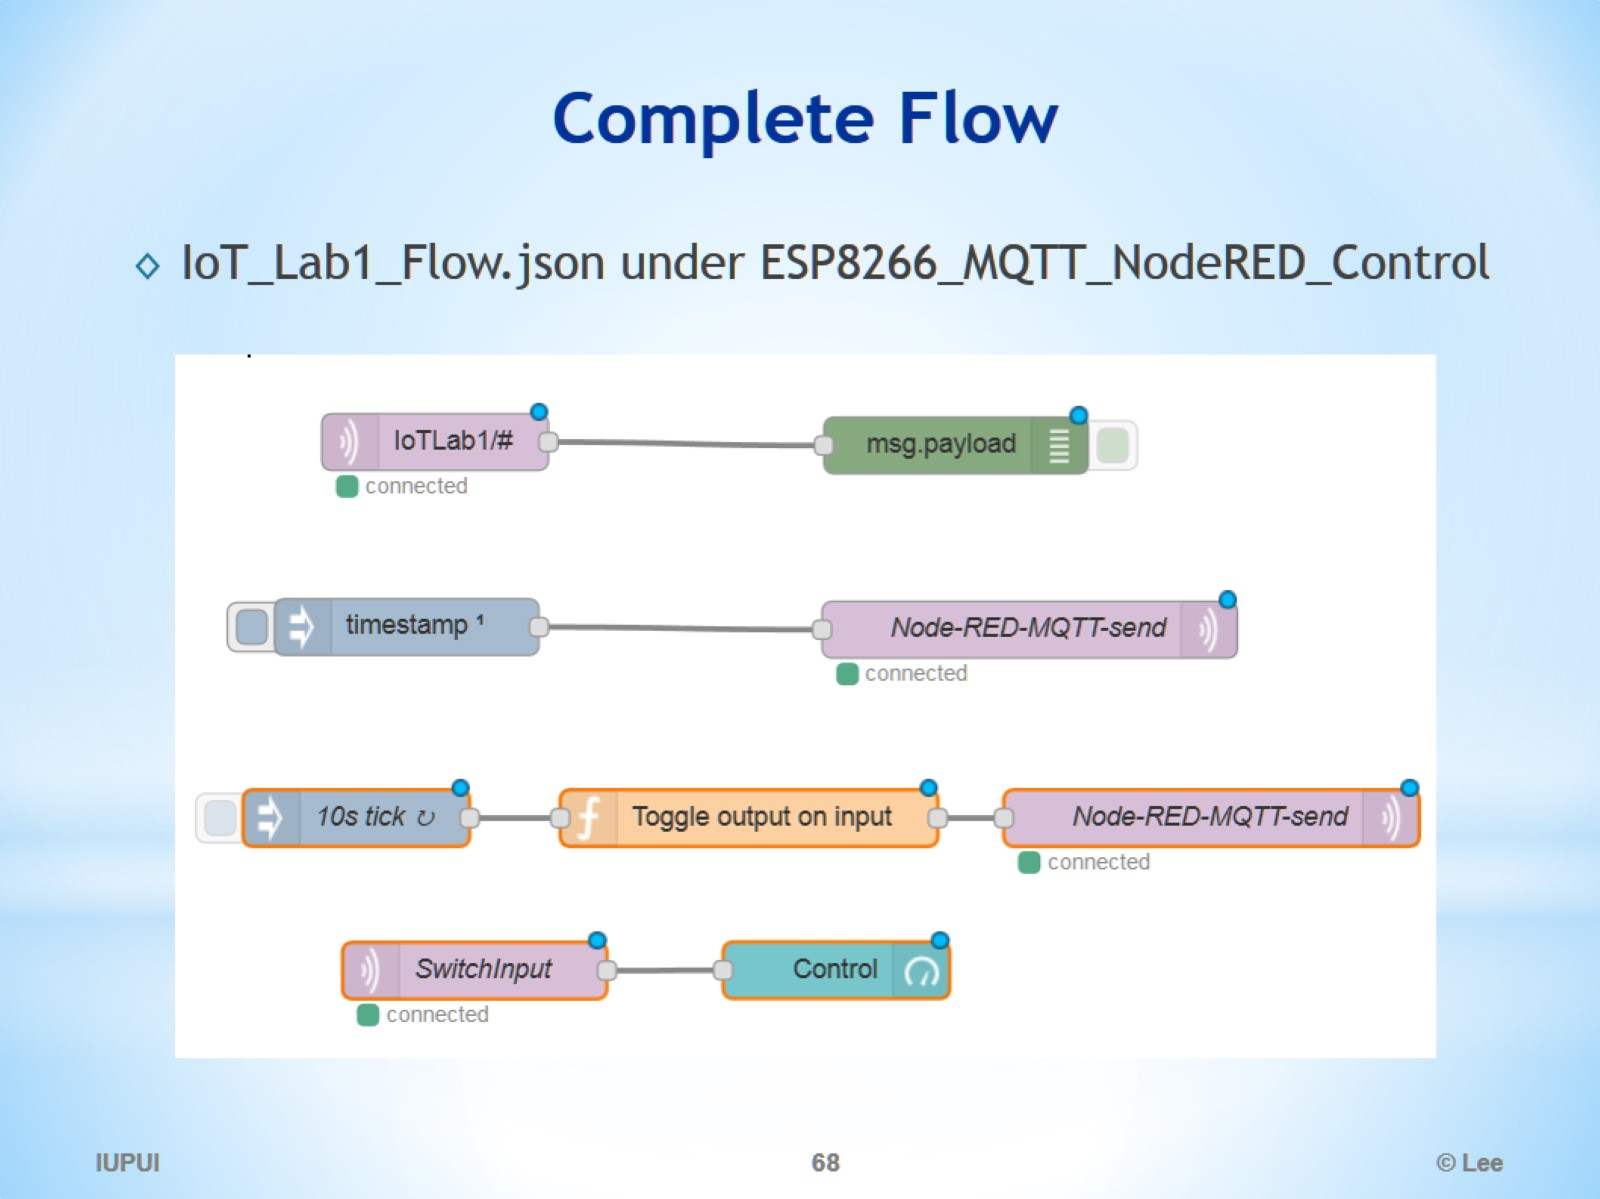 Complete Flow
IoT_Lab1_Flow.json under ESP8266_MQTT_NodeRED_Control
IoTLab1/#
msg.payload
connected
timestamp ¹
Node-RED-MQTT-send
connected
10s tick ↻
Toggle output on input
Node-RED-MQTT-send
connected
SwitchInput
Control
connected
IUPUI
68
© Lee